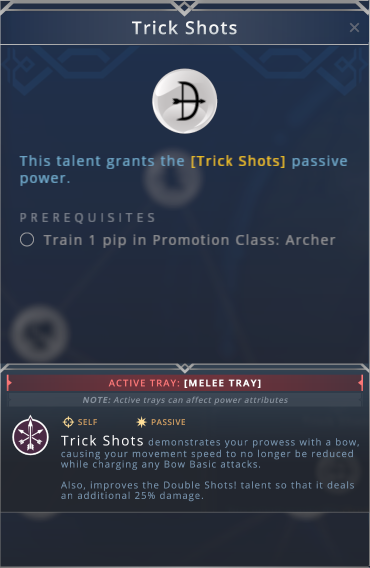 Trick Shots
This talent grants the [Trick Shots] passive
power.
PREREQUISITES
Train 1 pip in Promotion Class: Archer
ACTIVE TRAY: [MELEE TRAY]
NOTE: Active trays can affect power attributes
SELF PASSIVE
Trick Shots demonstrates your prowess with a bow,
causing your movement speed to no longer be reduced
while charging any Bow Basic attacks.
Also, improves the Double Shots! talent so that it deals
an additional 25% damage.